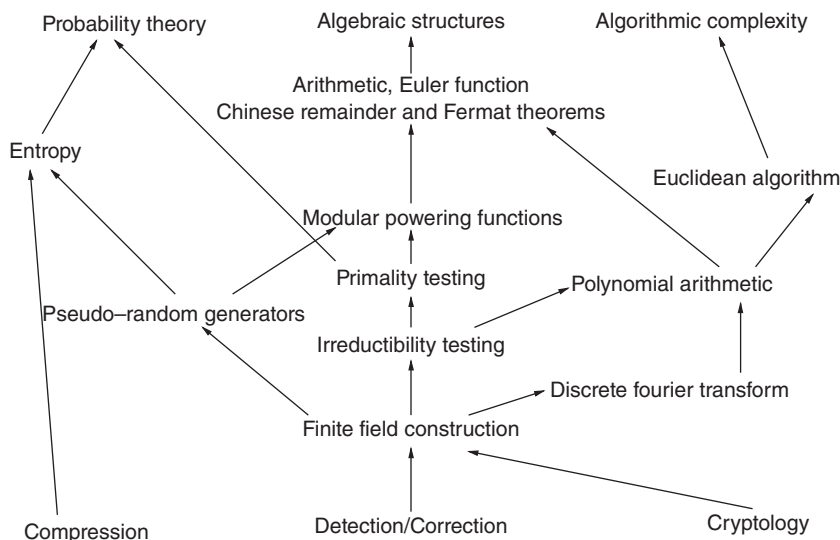 Probability theory
Algebraic structures
Algorithmic complexity
Arithmetic, Euler function
Chinese remainder and Fermat theorems
Entropy
Euclidean algorithm
Modular powering functions
Primality testing
Polynomial arithmetic
Pseudo–random generators
Irreductibility testing
Discrete fourier transform
Finite field construction
Compression
Detection/Correction
Cryptology